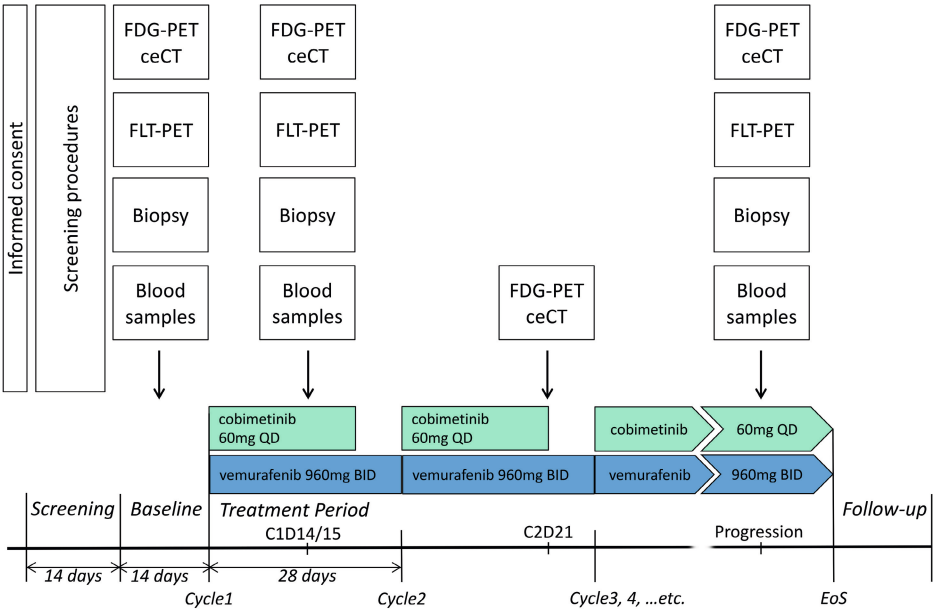 Informed consent
Screening procedures
FDG-PET
ceCT
FLT-PET
Biopsy
Blood
samples
FDG-PET
ceCT
FLT-PET
Biopsy
Blood
samples
FDG-PET
ceCT
FDG-PET
ceCT
FLT-PET
Biopsy
Blood
samples
cobimetinib
60mg QD
cobimetinib
60mg QD
cobimetinib
60mg QD
vemurafenib 960mg BID
vemurafenib 960mg BID
vemurafenib
960mg BID
Screening
Baseline
Treatment Period
Follow-up
C1D14/15
C2D21
Progression
14 days
14 days
28 days
Cycle1
Cycle2
Cycle3, 4, ...etc.
EoS